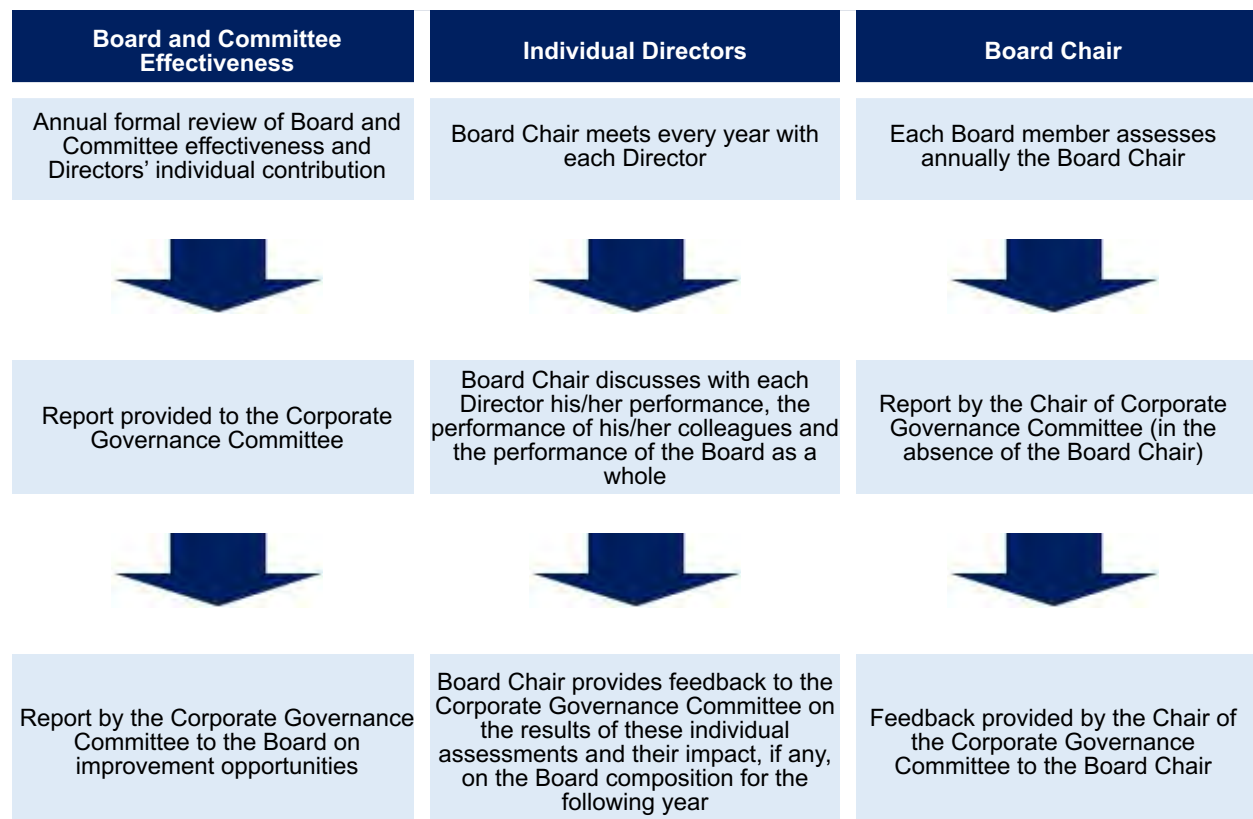 Board and Committee
Effectiveness
Individual Directors
Board Chair
Annual formal review of Board and
Committee effectiveness and
Directors’ individual contribution
Board Chair meets every year with
each Director
Each Board member assesses
annually the Board Chair
Report provided to the Corporate
Governance Committee
Board Chair discusses with each
Director his/her performance, the
performance of his/her colleagues and
the performance of the Board as a
whole
Report by the Chair of Corporate
Governance Committee (in the
absence of the Board Chair)
Report by the Corporate Governance
Committee to the Board on
improvement opportunities
Board Chair provides feedback to the
Corporate Governance Committee on
the results of these individual
assessments and their impact, if any,
on the Board composition for the
following year
Feedback provided by the Chair of
the Corporate Governance
Committee to the Board Chair